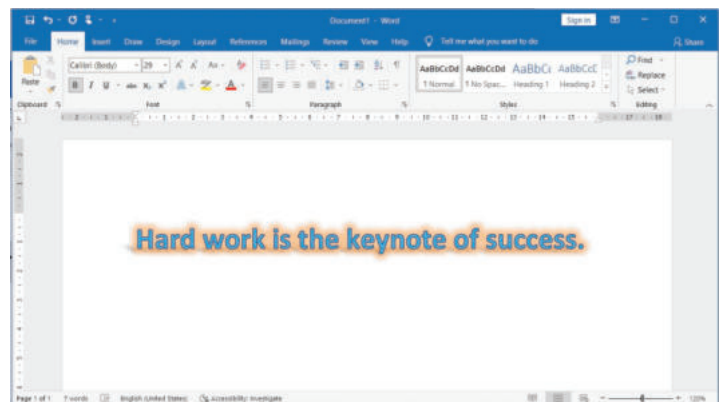 Document1 - Word
Sign in
File Home Insert Draw Design Layout References Mailings Review View Help Tell me what you want to do Share
Paste
Calibri (Body) 29
AaBbCcDd AaBbCcDd AaBbCc AaBbCcC
¶ Normal ¶ No Spac... Heading 1 Heading 2
Find
Replace
Select
Clipboard Font Paragraph Styles Editing
Hard work is the keynote of success.
Page 1 of 1 7 words English (United States) Accessibility: Investigate 120%